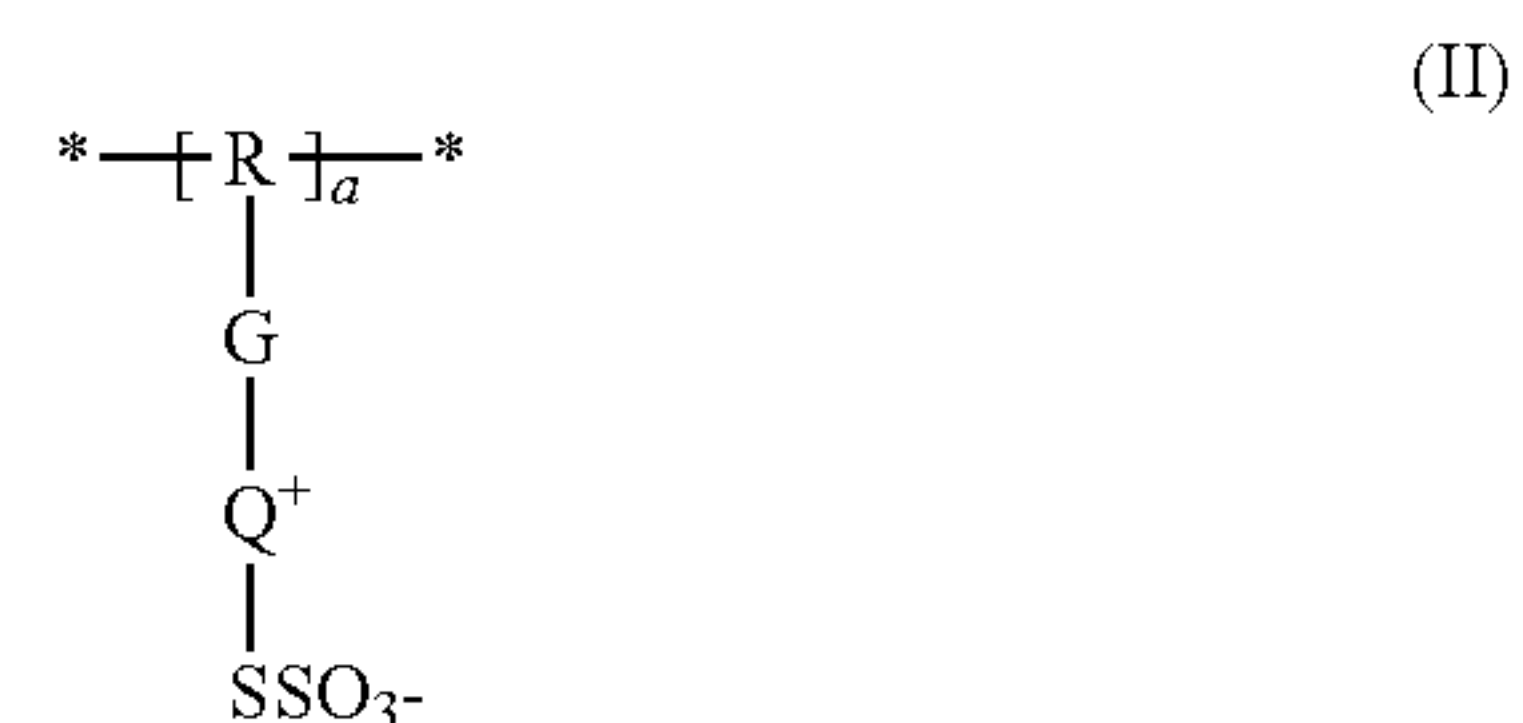 (II)
*—[R]a—*
G
Q+
SSO3-